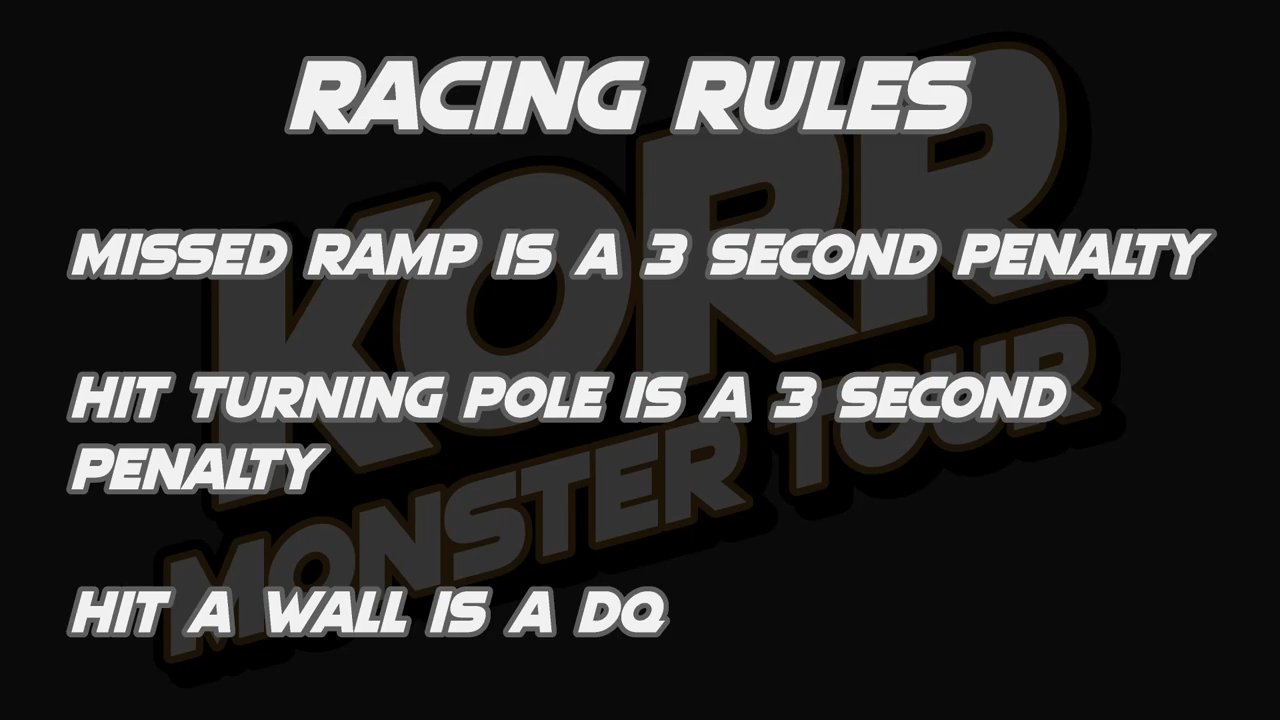 RACING RULES
MISSED RAMP IS A 3 SECOND PENALTY
HIT TURNING POLE IS A 3 SECOND
PENALTY
HIT A WALL IS A DQ
KORR
MONSTER TOUR